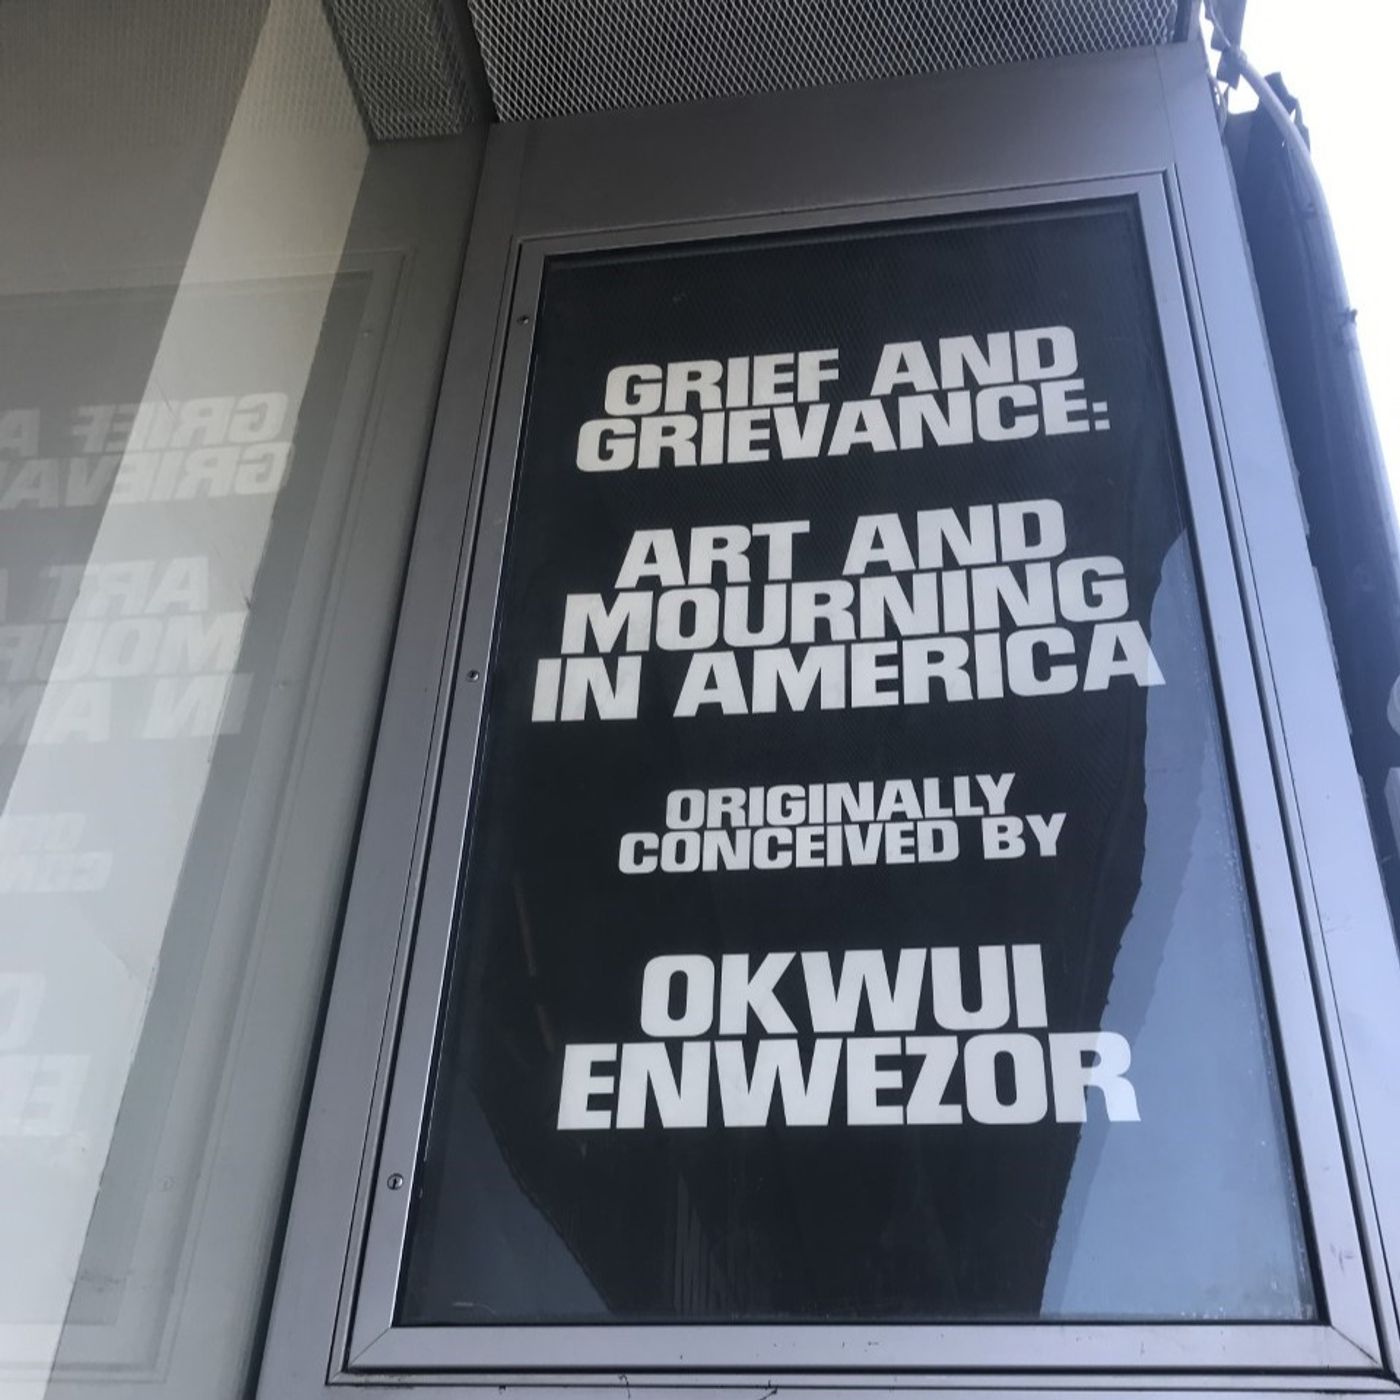 GRIEF AND
GRIEVANCE:
ART AND
MOURNING
IN AMERICA
ORIGINALLY
CONCEIVED BY
OKWUI
ENWEZOR